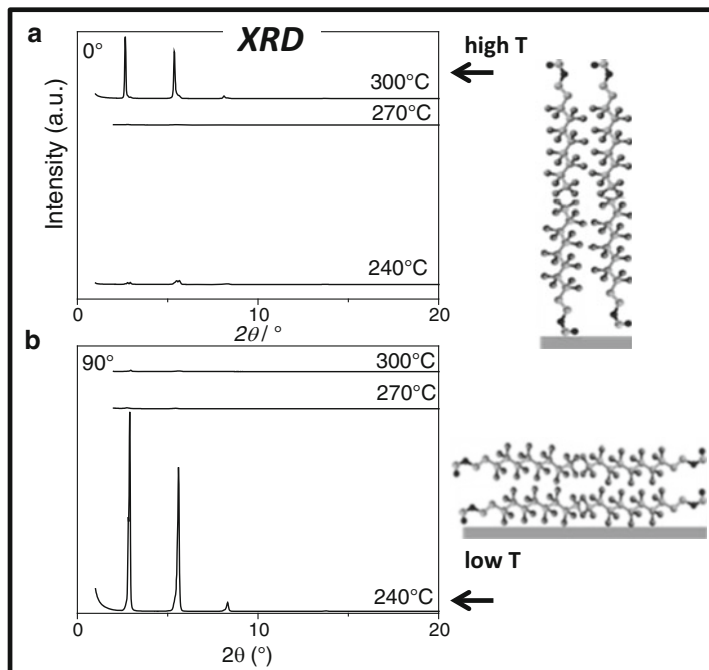 a
XRD
0°
high T
300°C
270°C
240°C
Intensity (a.u.)
0
10
20
2θ/ °
b
90°
300°C
270°C
240°C
low T
0
10
20
2θ (°)